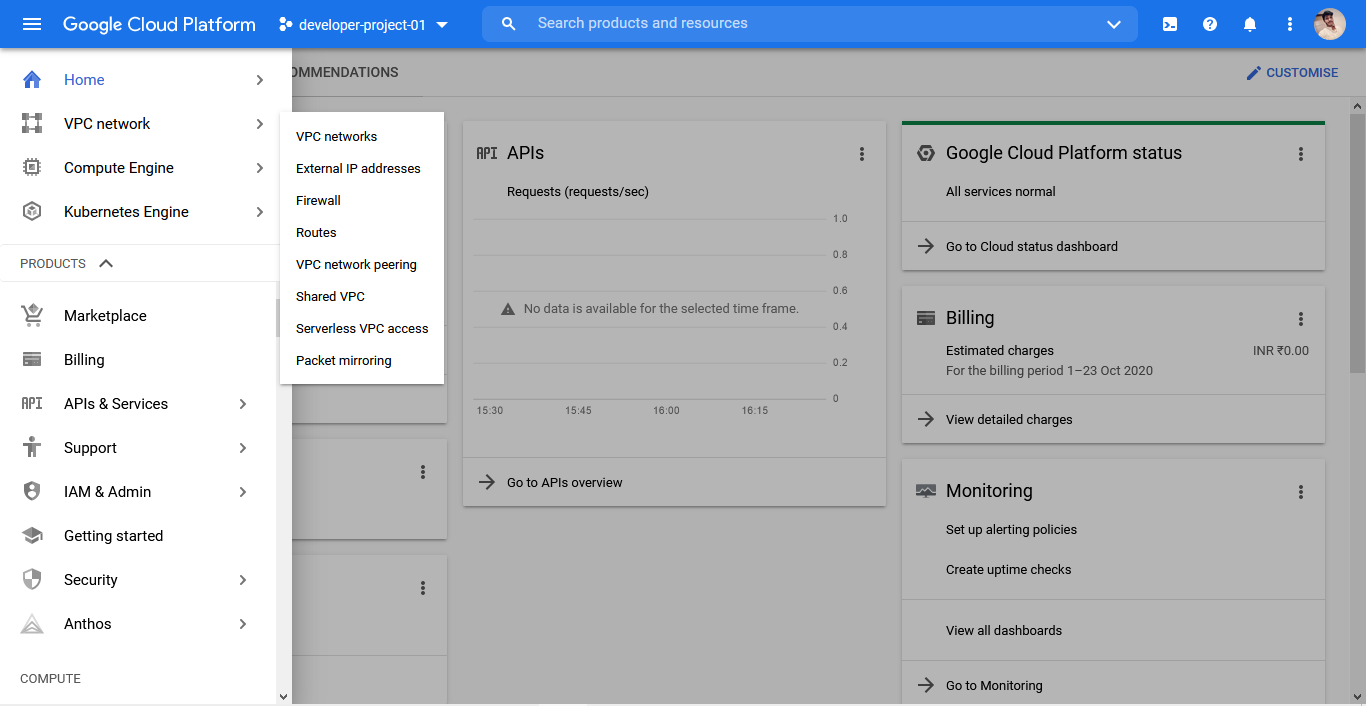 Google Cloud Platform
developer-project-01
Search products and resources
Home
VPC network
Compute Engine
Kubernetes Engine
PRODUCTS
Marketplace
Billing
API APIs & Services
Support
IAM & Admin
Getting started
Security
Anthos
COMPUTE
VPC networks
External IP addresses
Firewall
Routes
VPC network peering
Shared VPC
Serverless VPC access
Packet mirroring
OMMENDATIONS
CUSTOMISE
API APIs
Requests (requests/sec)
1.0
0.8
0.6
No data is available for the selected time frame.
0.4
0.2
0
15:30 15:45 16:00 16:15
Go to APIs overview
Google Cloud Platform status
All services normal
Go to Cloud status dashboard
Billing
Estimated charges INR ₹0.00
For the billing period 1–23 Oct 2020
View detailed charges
Monitoring
Set up alerting policies
Create uptime checks
View all dashboards
Go to Monitoring